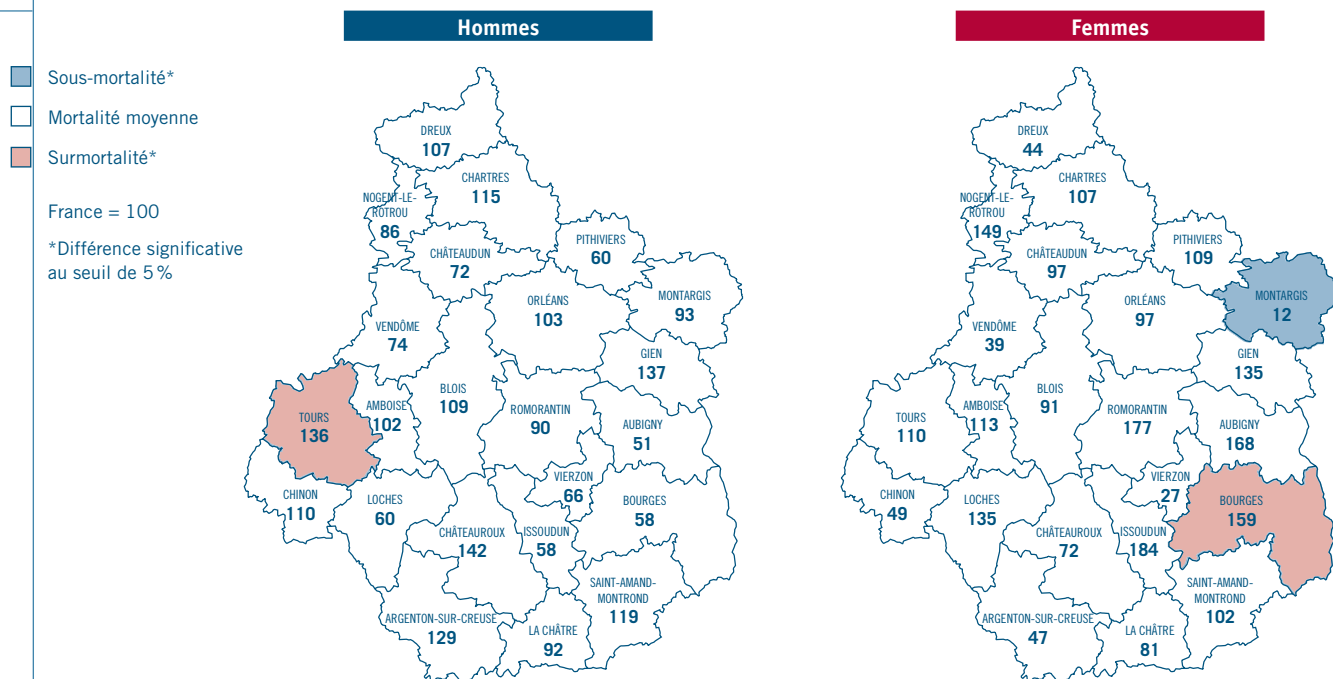 Hommes
Femmes
Sous-mortalité*
Mortalité moyenne
Surmortalité*
France = 100
*Différence significative
au seuil de 5 %
DREUX
107
CHARTRES
115
NOGENT-LE-
ROTROU
86
CHÂTEAUDUN
72
PITHIVIERS
60
ORLÉANS
103
MONTARGIS
93
VENDÔME
74
GIEN
137
BLOIS
109
TOURS
136
AMBOISE
102
ROMORANTIN
90
AUBIGNY
51
VIERZON
66
CHINON
110
LOCHES
60
BOURGES
58
CHÂTEAUROUX
142
ISSOUDUN
58
SAINT-AMAND-
MONTROND
119
ARGENTON-SUR-CREUSE
129
LA CHÂTRE
92
DREUX
44
CHARTRES
107
NOGENT-LE-
ROTROU
149
CHÂTEAUDUN
97
PITHIVIERS
109
ORLÉANS
97
MONTARGIS
12
VENDÔME
39
GIEN
135
BLOIS
91
TOURS
110
AMBOISE
113
ROMORANTIN
177
AUBIGNY
168
VIERZON
27
CHINON
49
LOCHES
135
BOURGES
159
CHÂTEAUROUX
72
ISSOUDUN
184
SAINT-AMAND-
MONTROND
102
ARGENTON-SUR-CREUSE
47
LA CHÂTRE
81